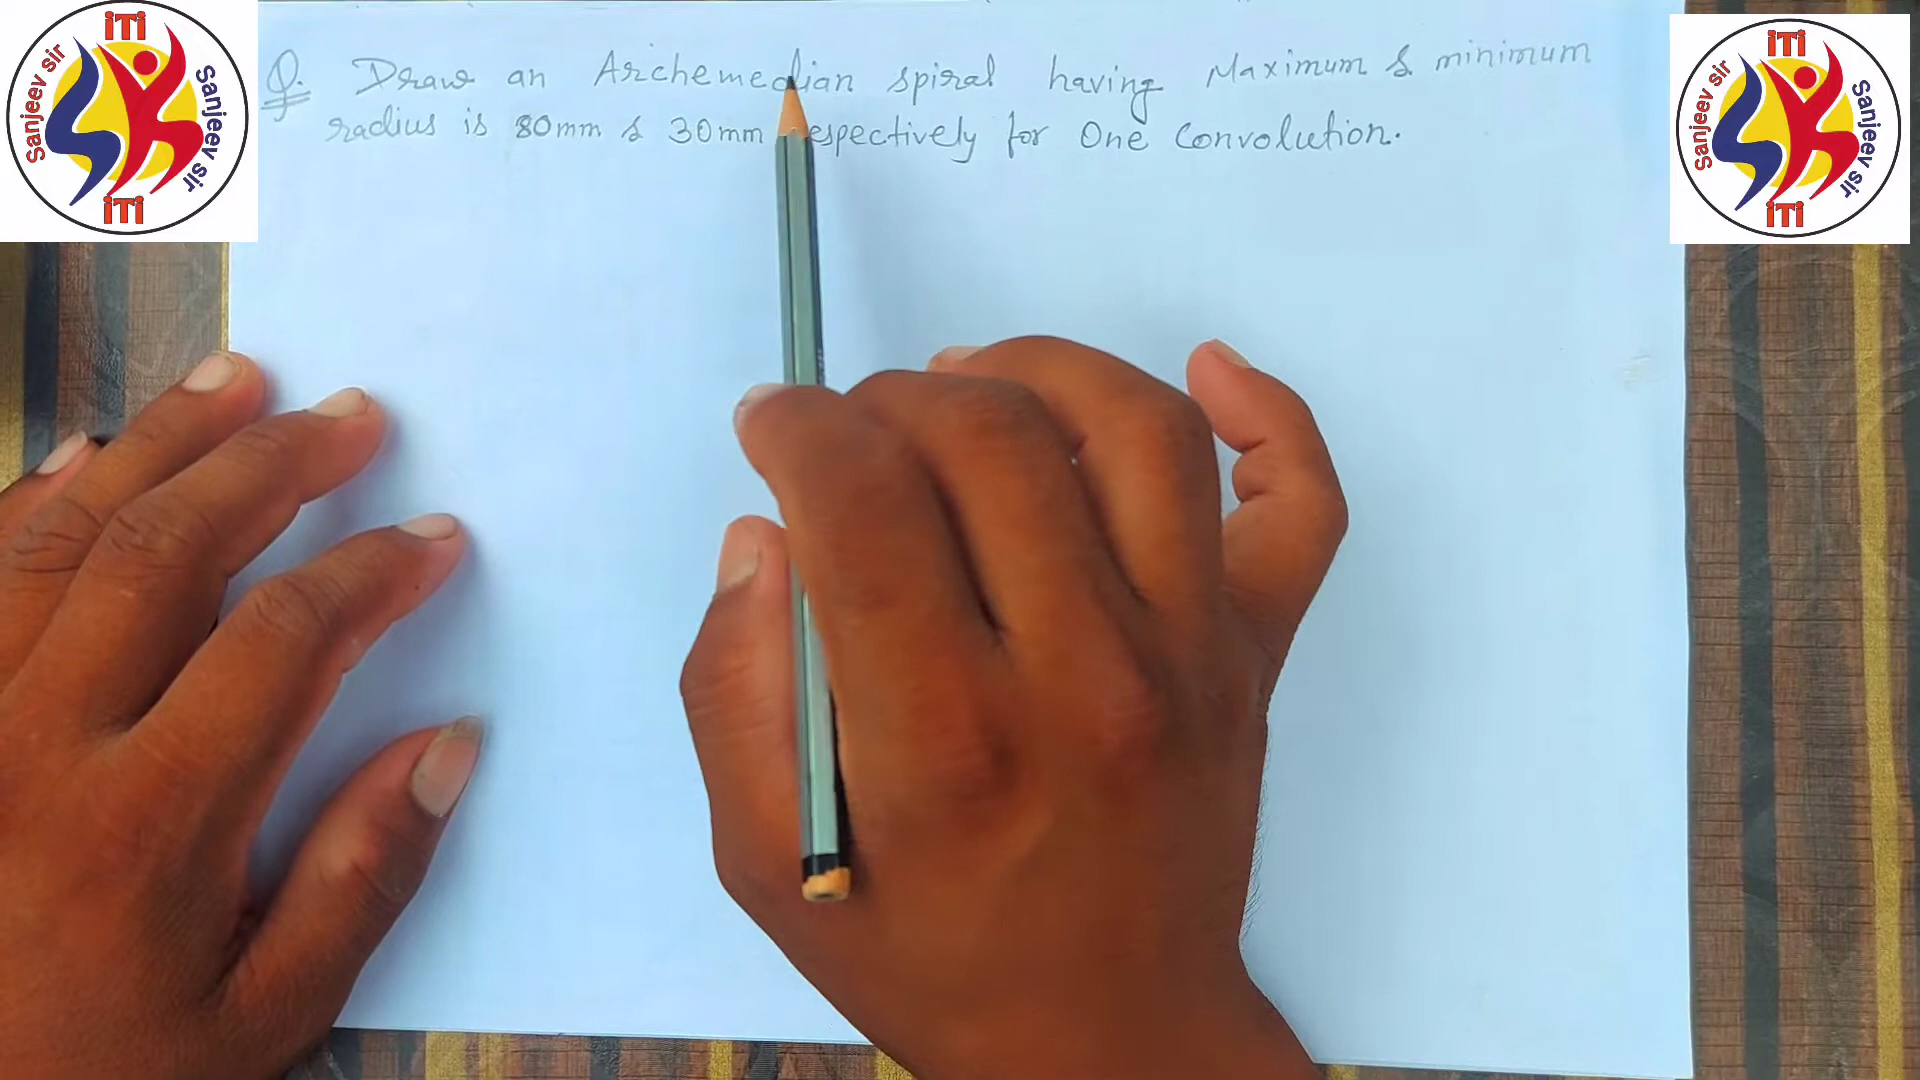 iTi
Sanjeev sir
Sanjeev sir
iTi
Q. Draw an Archemedian spiral having Maximum & minimum
radius is 80mm & 30mm respectively for One Convolution.
iTi
Sanjeev sir
Sanjeev sir
iTi